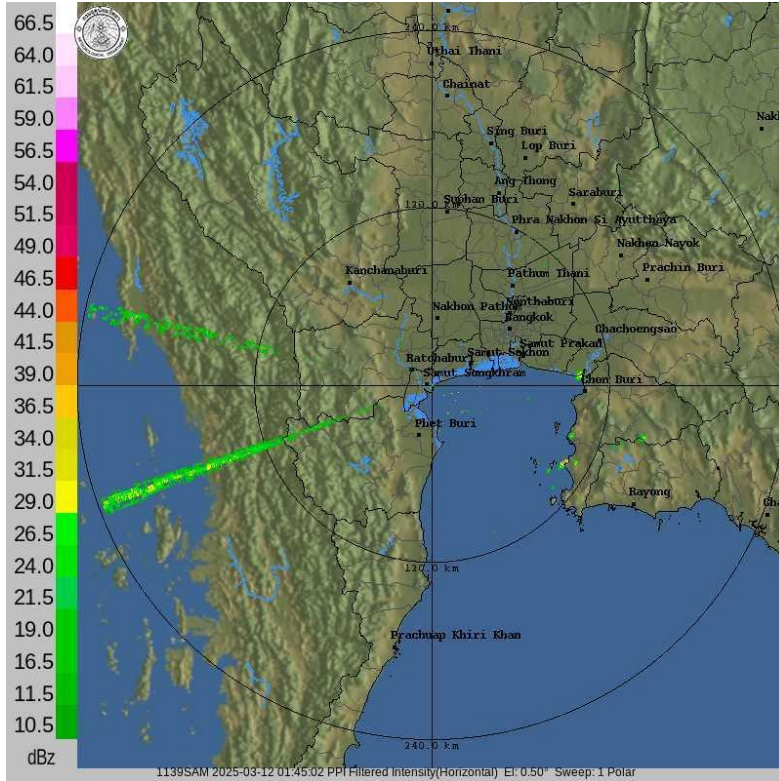 66.5
64.0
61.5
59.0
56.5
54.0
51.5
49.0
46.5
44.0
41.5
39.0
36.5
34.0
31.5
29.0
26.5
24.0
21.5
19.0
16.5
11.5
10.5
dBz
240.0 km
Uthai Thani
Chainat
Sing Buri
Lop Buri
Ang Thong
Saraburi
Suphan Buri
120.0 km
Phra Nakhon Si Ayutthaya
Nakhon Nayok
Kanchanaburi
Pathum Thani
Prachin Buri
Nakhon Pathom
Nonthaburi
Bangkok
Chachoengsao
Samut Prakan
Samut Sakhon
Ratchaburi
Samut Songkhram
Chon Buri
Phet Buri
Rayong
120.0 km
Prachuap Khiri Khan
240.0 km
1139SAM 2025-03-12 01:45:02 PPI Filtered Intensity(Horizontal) El: 0.50° Sweep: 1 Polar